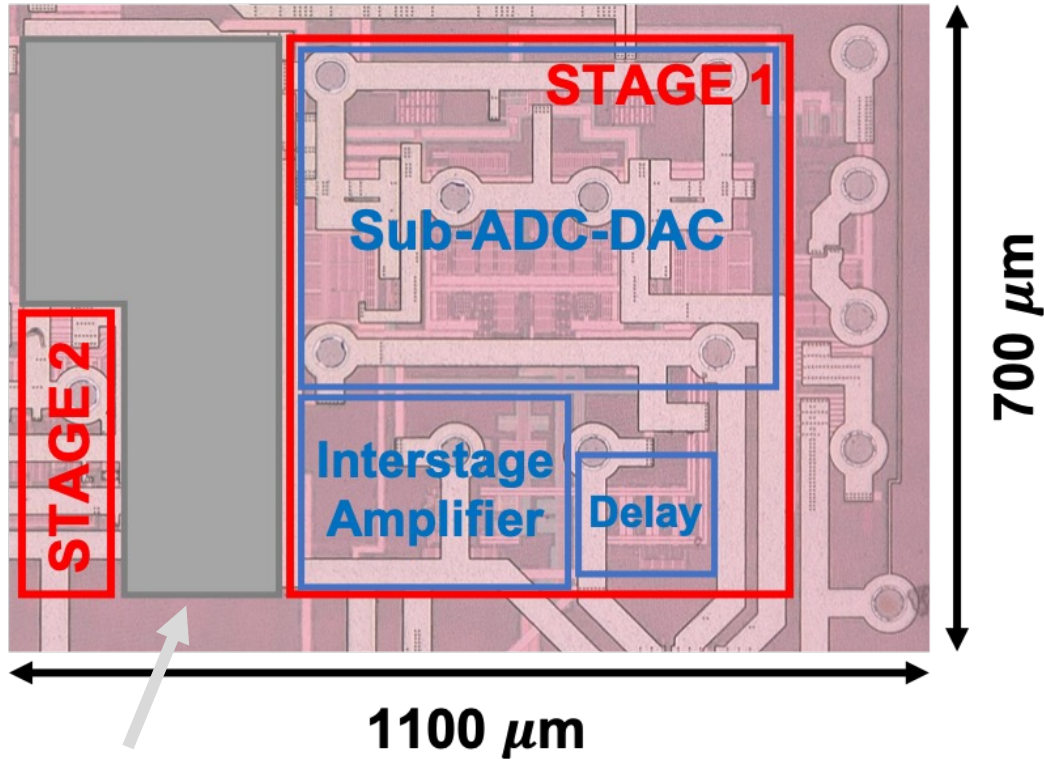 STAGE 1
Sub-ADC-DAC
STAGE 2
Interstage
Amplifier
Delay
700 μm
1100 μm